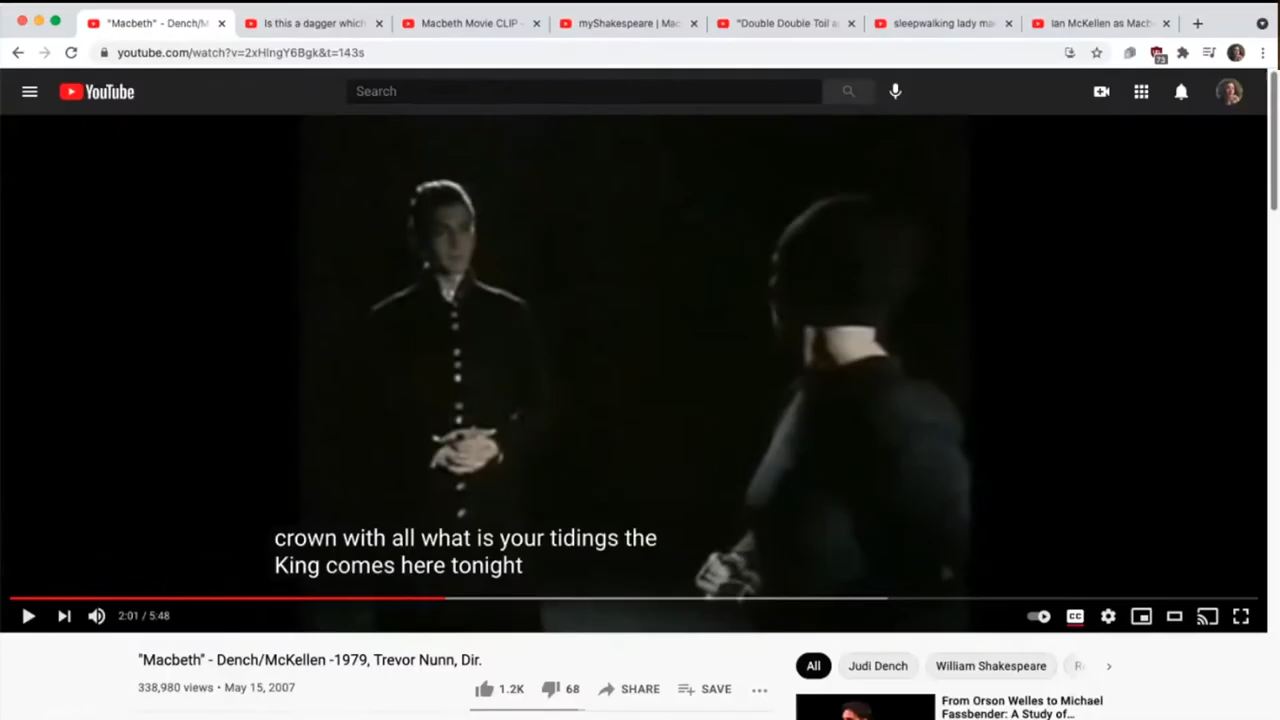 "Macbeth" - Dench/M
Is this a dagger which
Macbeth Movie CLIP -
myShakespeare | Mac
"Double Double Toil a
sleepwalking lady ma
Ian McKellen as Macb
youtube.com/watch?v=2xHlngY6Bgk&t=143s
73
YouTube
Search
crown with all what is your tidings the
King comes here tonight
2:01 / 5:48
CC
"Macbeth" - Dench/McKellen -1979, Trevor Nunn, Dir.
338,980 views • May 15, 2007
1.2K
68
SHARE
SAVE
All
Judi Dench
William Shakespeare
From Orson Welles to Michael
Fassbender: A Study of...